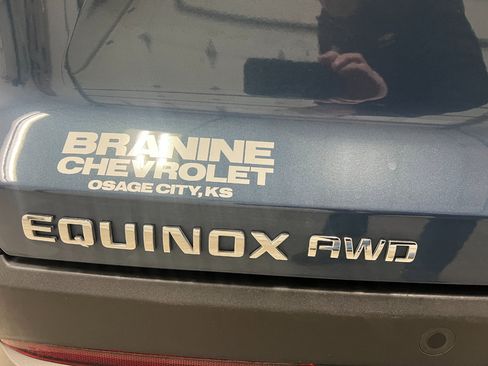 BRANINE
CHEVROLET
OSAGE CITY, KS
EQUINOX AWD